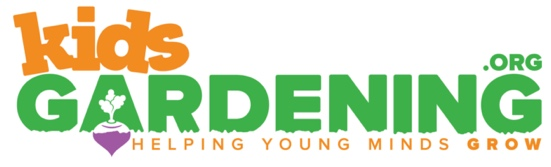 kids
.ORG
GARDENING
HELPING YOUNG MINDS GROW